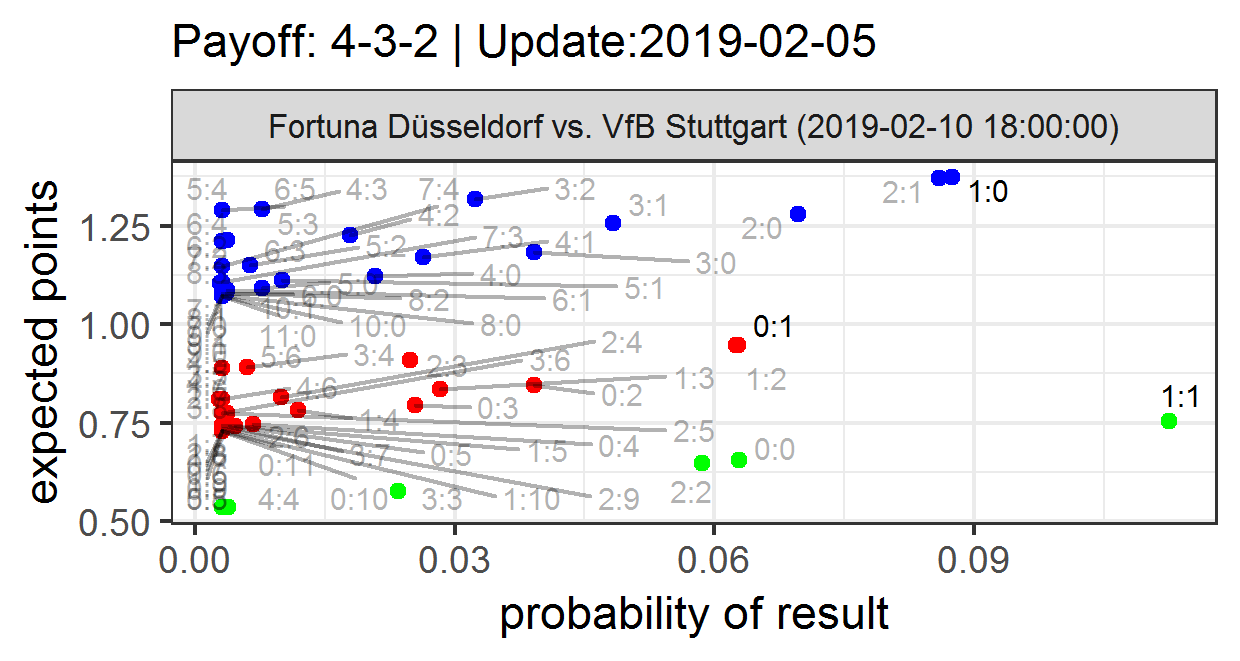 Payoff: 4-3-2 | Update:2019-02-05
Fortuna Düsseldorf vs. VfB Stuttgart (2019-02-10 18:00:00)
expected points
1.25
1.00
0.75
0.50
5:4 6:5 4:3 7:4 3:2 2:1 1:0
6:4 5:3 4:2 3:1 2:0
6:3 5:2 7:3 4:1 3:0
5:0 4:0 5:1
6:0 8:2 6:1
10:1 10:0 8:0 0:1
11:0 2:4
5:6 3:4 2:3 3:6 1:3 1:2
4:6 0:3 0:2 1:1
1:4 2:5
2:6 0:4 0:0
0:11 3:7 0:5 1:5
4:4 0:10 3:3 1:10 2:9 2:2
0.00 0.03 0.06 0.09
probability of result